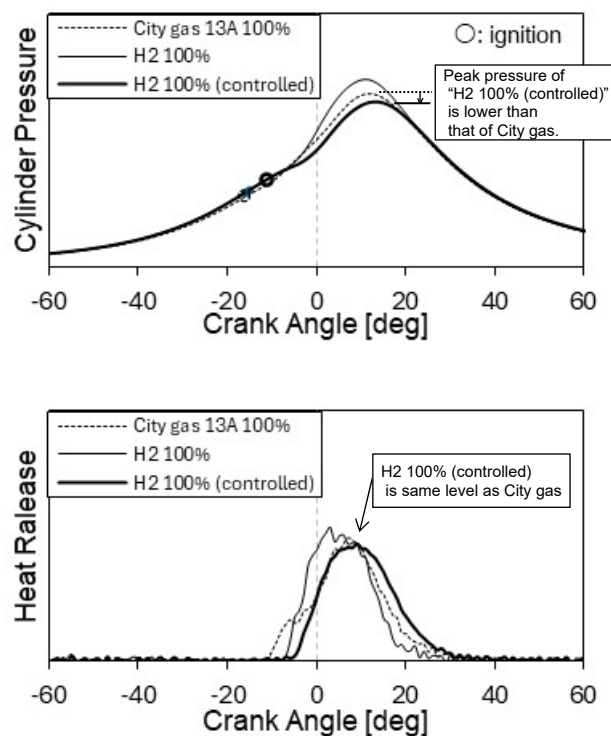 City gas 13A 100%
H2 100%
H2 100% (controlled)
O: ignition
Peak pressure of
"H2 100% (controlled)"
is lower than
that of City gas.
Cylinder Pressure
-60 -40 -20 0 20 40 60
Crank Angle [deg]
City gas 13A 100%
H2 100%
H2 100% (controlled)
H2 100% (controlled)
is same level as City gas
Heat Ralease
-60 -40 -20 0 20 40 60
Crank Angle [deg]